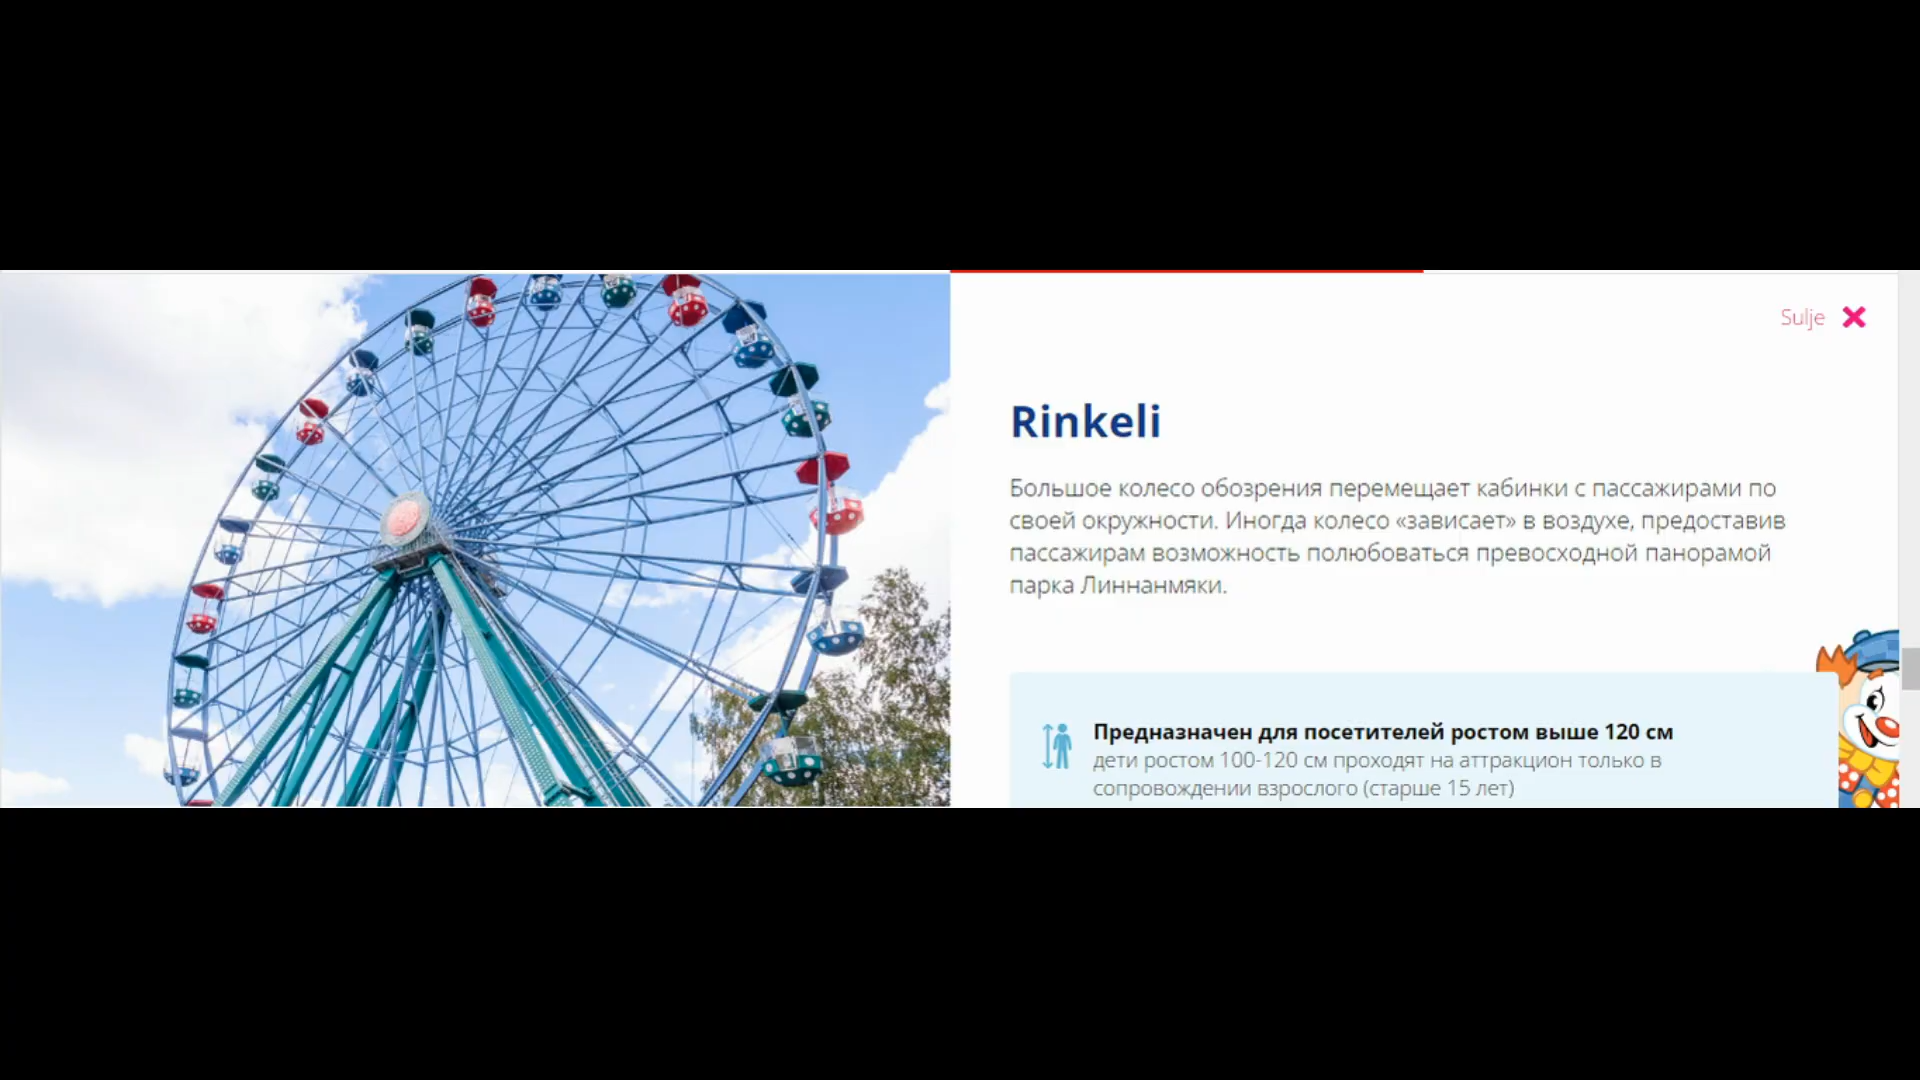 Sulje
Rinkeli
Большое колесо обозрения перемещает кабинки с пассажирами по
своей окружности. Иногда колесо «зависает» в воздухе, предоставив
пассажирам возможность полюбоваться превосходной панорамой
парка Линнанмяки.
Предназначен для посетителей ростом выше 120 см
дети ростом 100-120 см проходят на аттракцион только в
сопровождении взрослого (старше 15 лет)